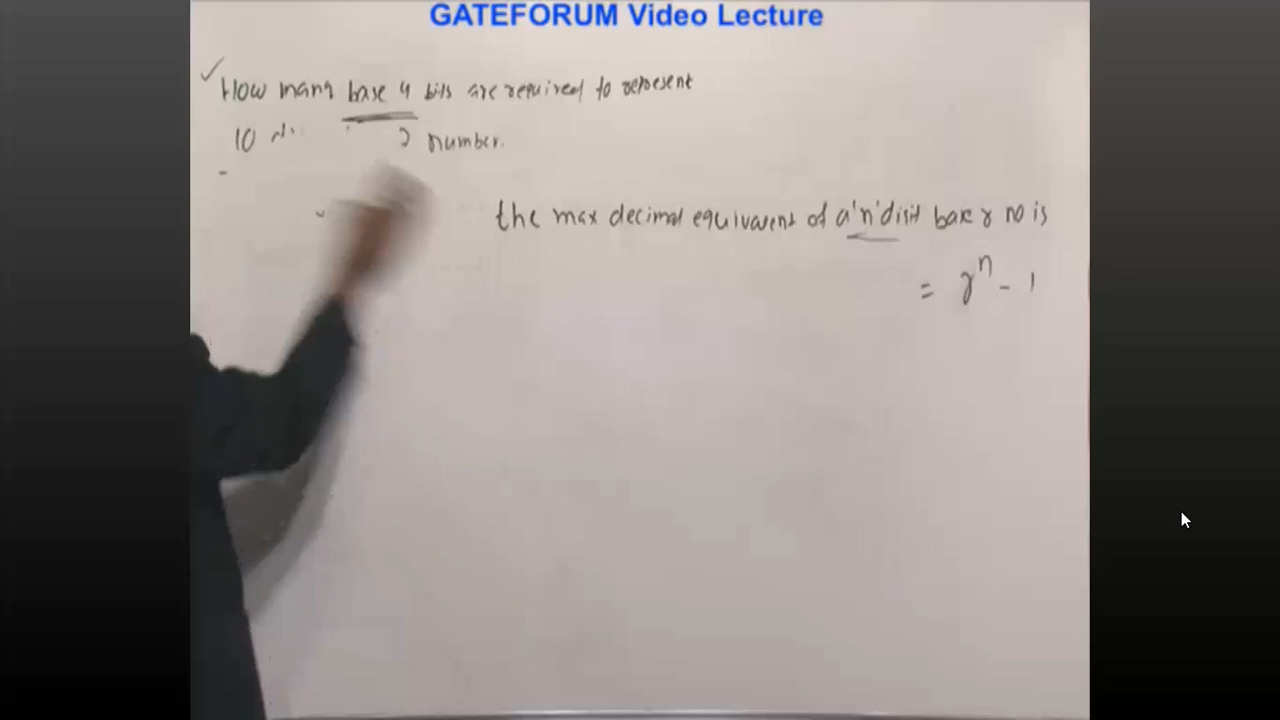 GATEFORUM Video Lecture
How many base 4 bits are required to represent
10 number.
the max decimal equivalent of a 'n' digit base r no is
= r^n - 1